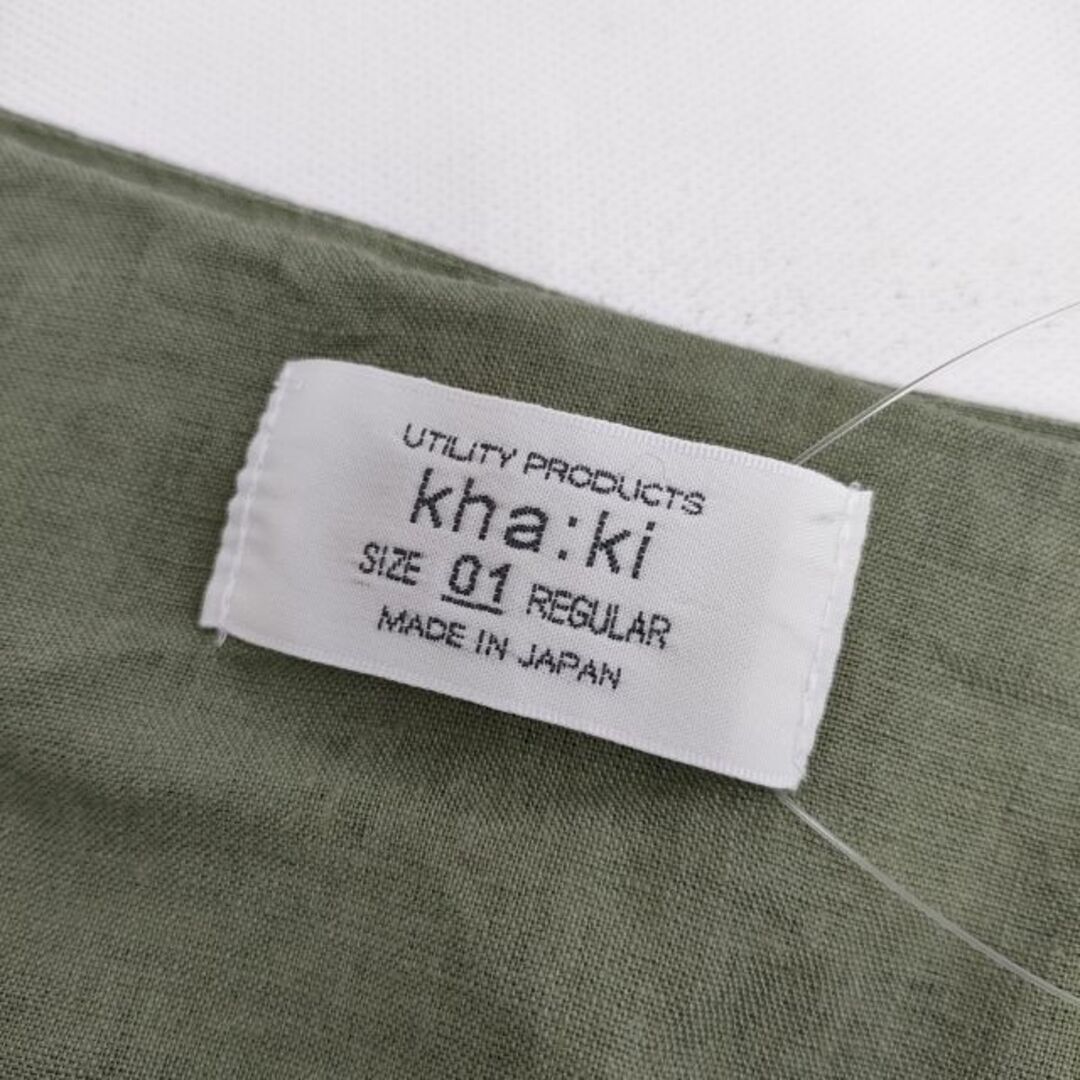 UTILITY PRODUCTS
kha:ki
SIZE 01 REGULAR
MADE IN JAPAN